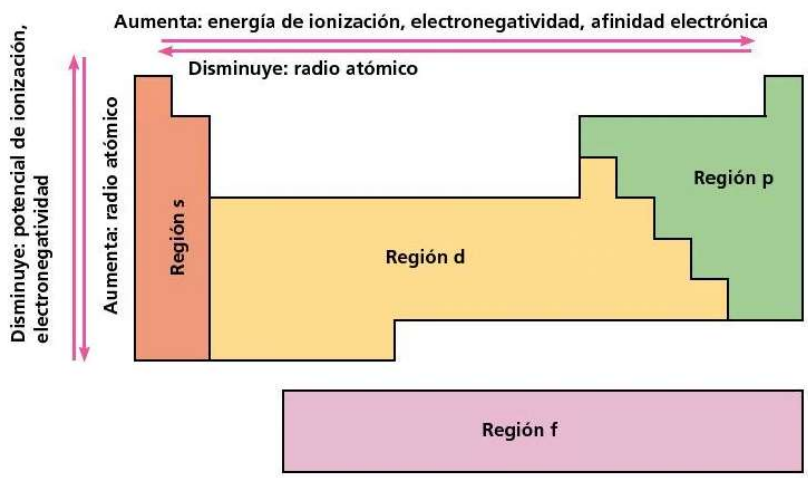 Aumenta: energía de ionización, electronegatividad, afinidad electrónica
Disminuye: radio atómico
Disminuye: potencial de ionización,
electronegatividad
Aumenta: radio atómico
Región s
Región d
Región p
Región f